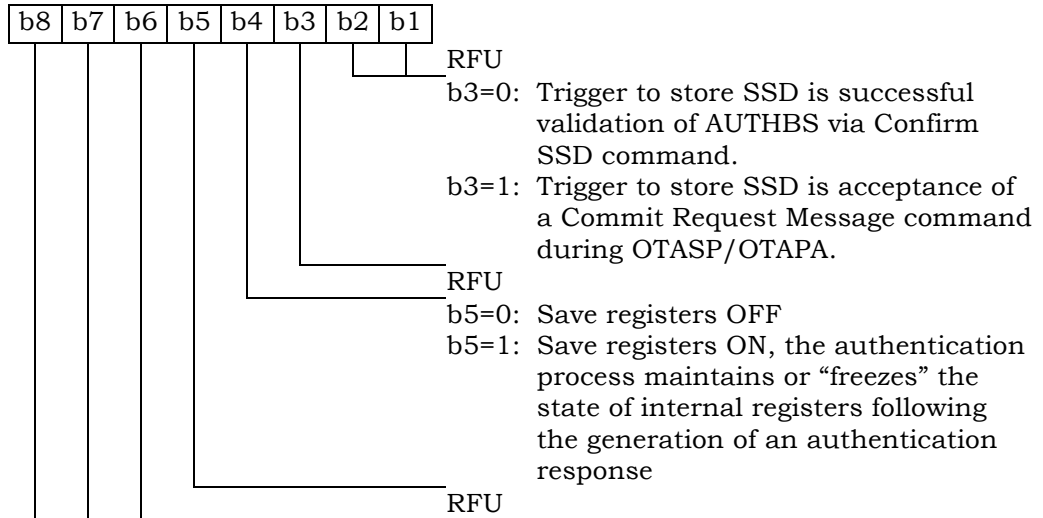 b8 b7 b6 b5 b4 b3 b2 b1
RFU
b3=0: Trigger to store SSD is successful
validation of AUTHBS via Confirm
SSD command.
b3=1: Trigger to store SSD is acceptance of
a Commit Request Message command
during OTASP/OTAPA.
RFU
b5=0: Save registers OFF
b5=1: Save registers ON, the authentication
process maintains or “freezes” the
state of internal registers following
the generation of an authentication
response
RFU